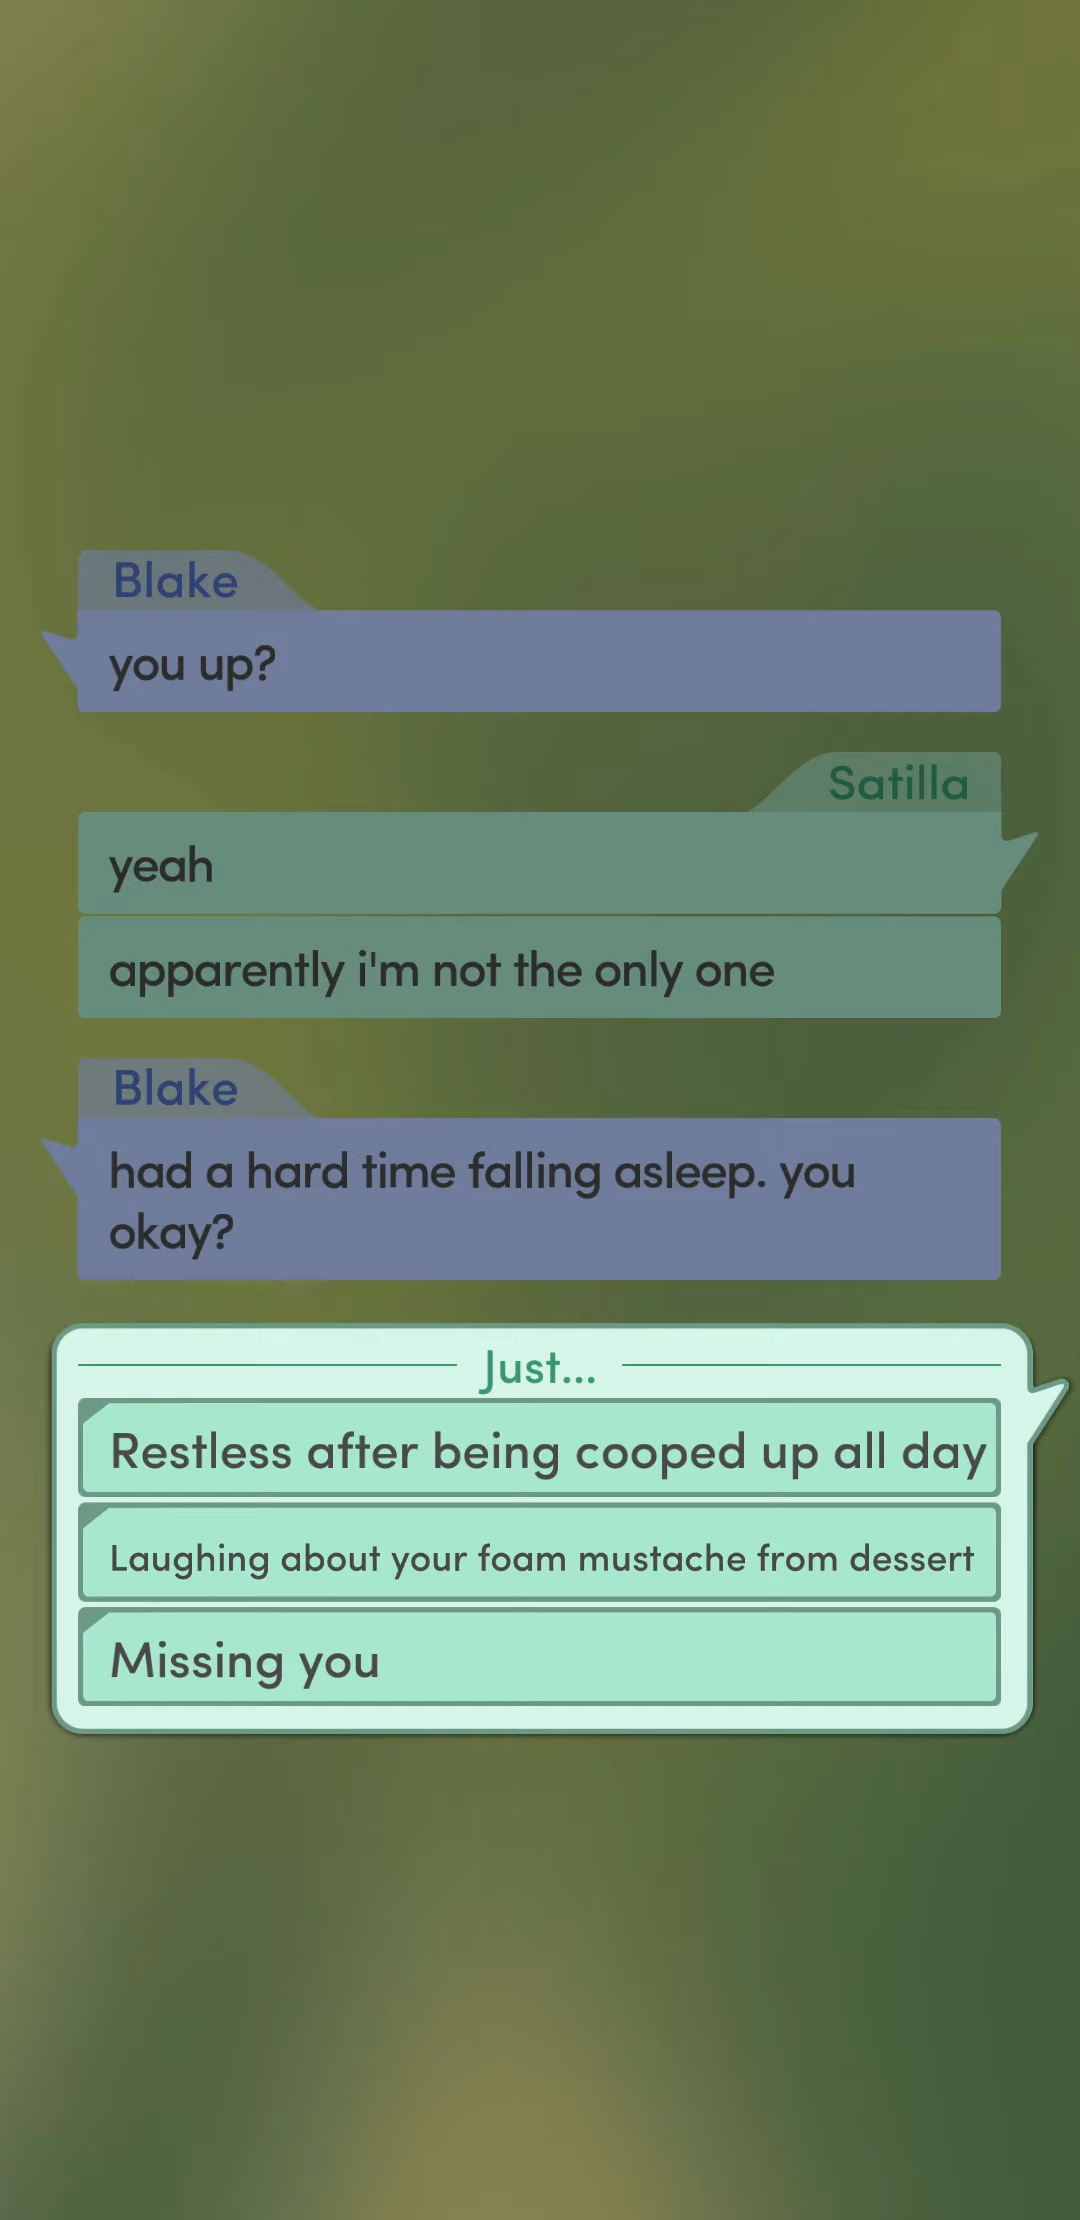 Blake
you up?
Satilla
yeah
apparently i'm not the only one
Blake
had a hard time falling asleep. you
okay?
Just...
Restless after being cooped up all day
Laughing about your foam mustache from dessert
Missing you